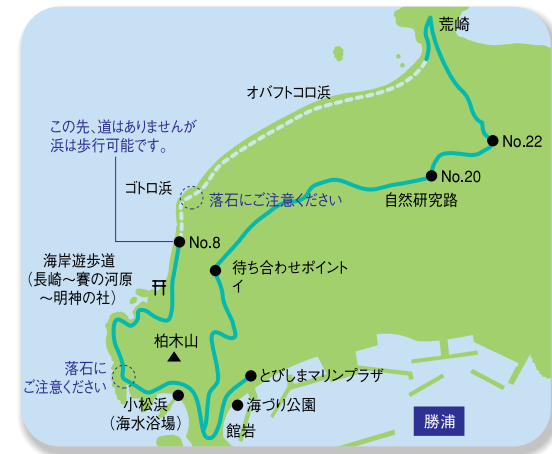 荒崎
オバフトコロ浜
この先、道はありませんが
浜は歩行可能です。
No.22
No.20
ゴトロ浜
落石にご注意ください
自然研究路
No.8
海岸遊歩道
（長崎～賽の河原
～明神の社）
待ち合わせポイント
イ
柏木山
落石に
ご注意ください
とびしまマリンプラザ
小松浜
（海水浴場）
海づり公園
館岩
勝浦